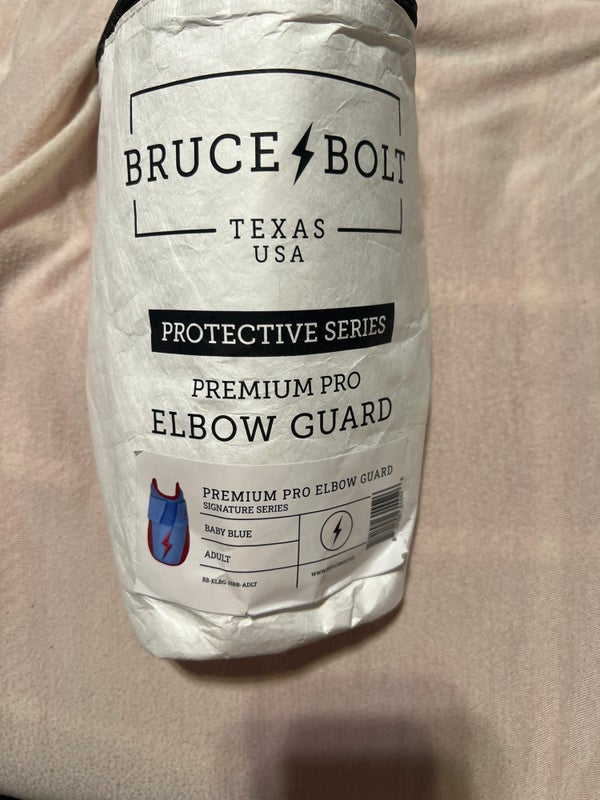 BRUCE BOLT
TEXAS
USA
PROTECTIVE SERIES
PREMIUM PRO
ELBOW GUARD
PREMIUM PRO ELBOW GUARD
SIGNATURE SERIES
BABY BLUE
ADULT